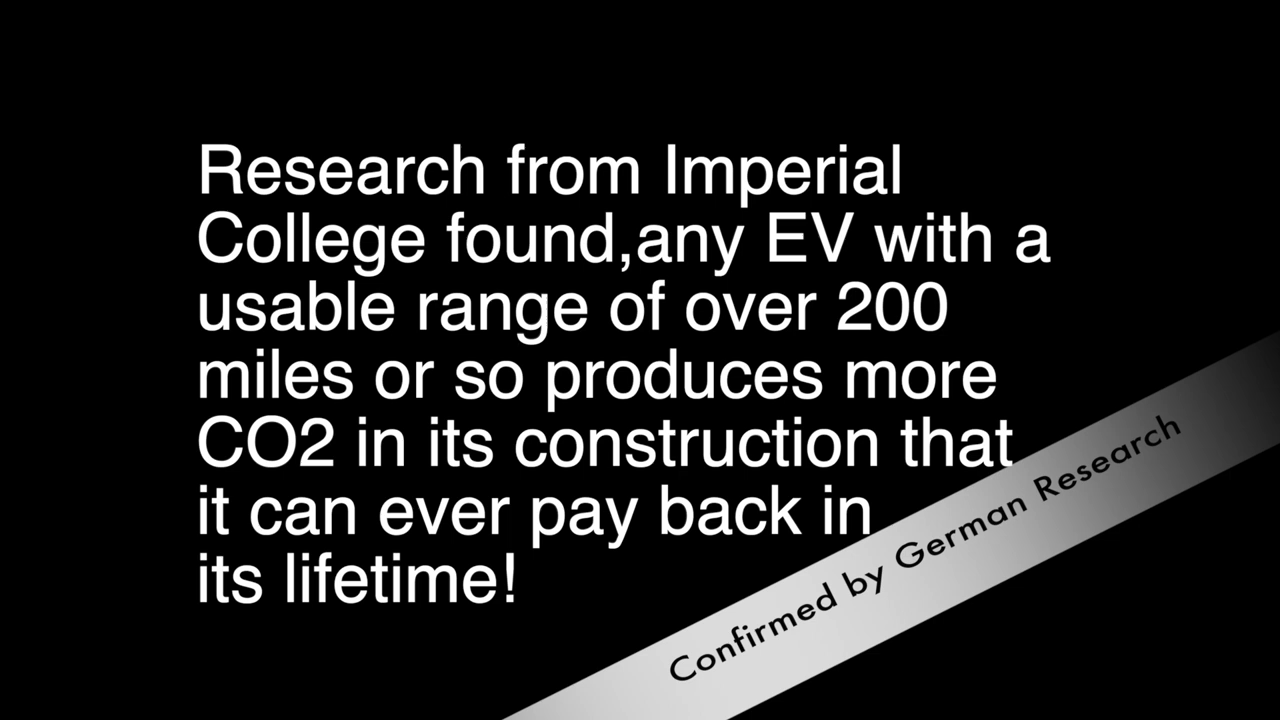 Research from Imperial
College found,any EV with a
usable range of over 200
miles or so produces more
CO2 in its construction that
it can ever pay back in
its lifetime!
Confirmed by German Research